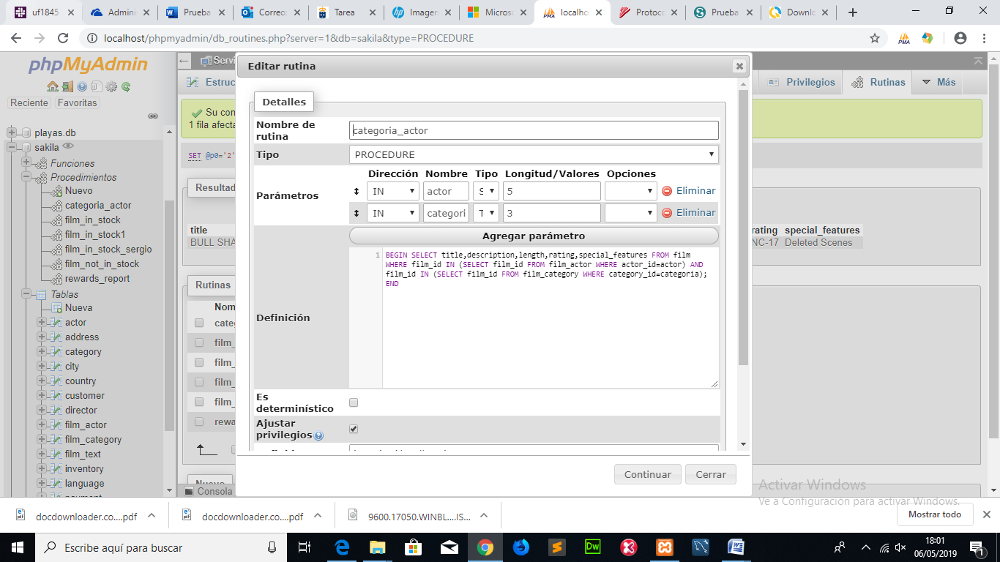 uf1845
Admini
Prueba
Correo:
Tarea
Imagen
Micros
localho
Protoco
Prueba
Downlo
localhost/phpmyadmin/db_routines.php?server=1&db=sakila&type=PROCEDURE
phpMyAdmin
Reciente
Favoritas
playas.db
sakila
Funciones
Procedimientos
Nuevo
categoria_actor
film_in_stock
film_in_stock1
film_in_stock_sergio
film_not_in_stock
rewards_report
Tablas
Nueva
actor
address
category
city
country
customer
director
film_actor
film_category
film_text
inventory
language
Servi
Estruc
Privilegios
Rutinas
Más
Su con
1 fila afecta
SET @p0='2'
Resultad
title
rating special_features
BULL SHA
NC-17 Deleted Scenes
Rutinas
Nom
categ
film_
film_
film_
film_
rewa
Nuevo
Consola
Editar rutina
Detalles
Nombre de rutina
categoria_actor
Tipo
PROCEDURE
Parámetros
Dirección Nombre Tipo Longitud/Valores Opciones
IN actor S 5 Eliminar
IN categori T 3 Eliminar
Agregar parámetro
Definición
1 BEGIN SELECT title,description,length,rating,special_features FROM film
WHERE film_id IN (SELECT film_id FROM film_actor WHERE actor_id=actor) AND
film_id IN (SELECT film_id FROM film_category WHERE category_id=categoria);
END
Es determinístico
Ajustar privilegios
Continuar
Cerrar
Activar Windows
Ve a Configuración para activar Windows.
docdownloader.co....pdf
docdownloader.co....pdf
9600.17050.WINBL....IS...
Mostrar todo
Escribe aquí para buscar
18:01
06/05/2019